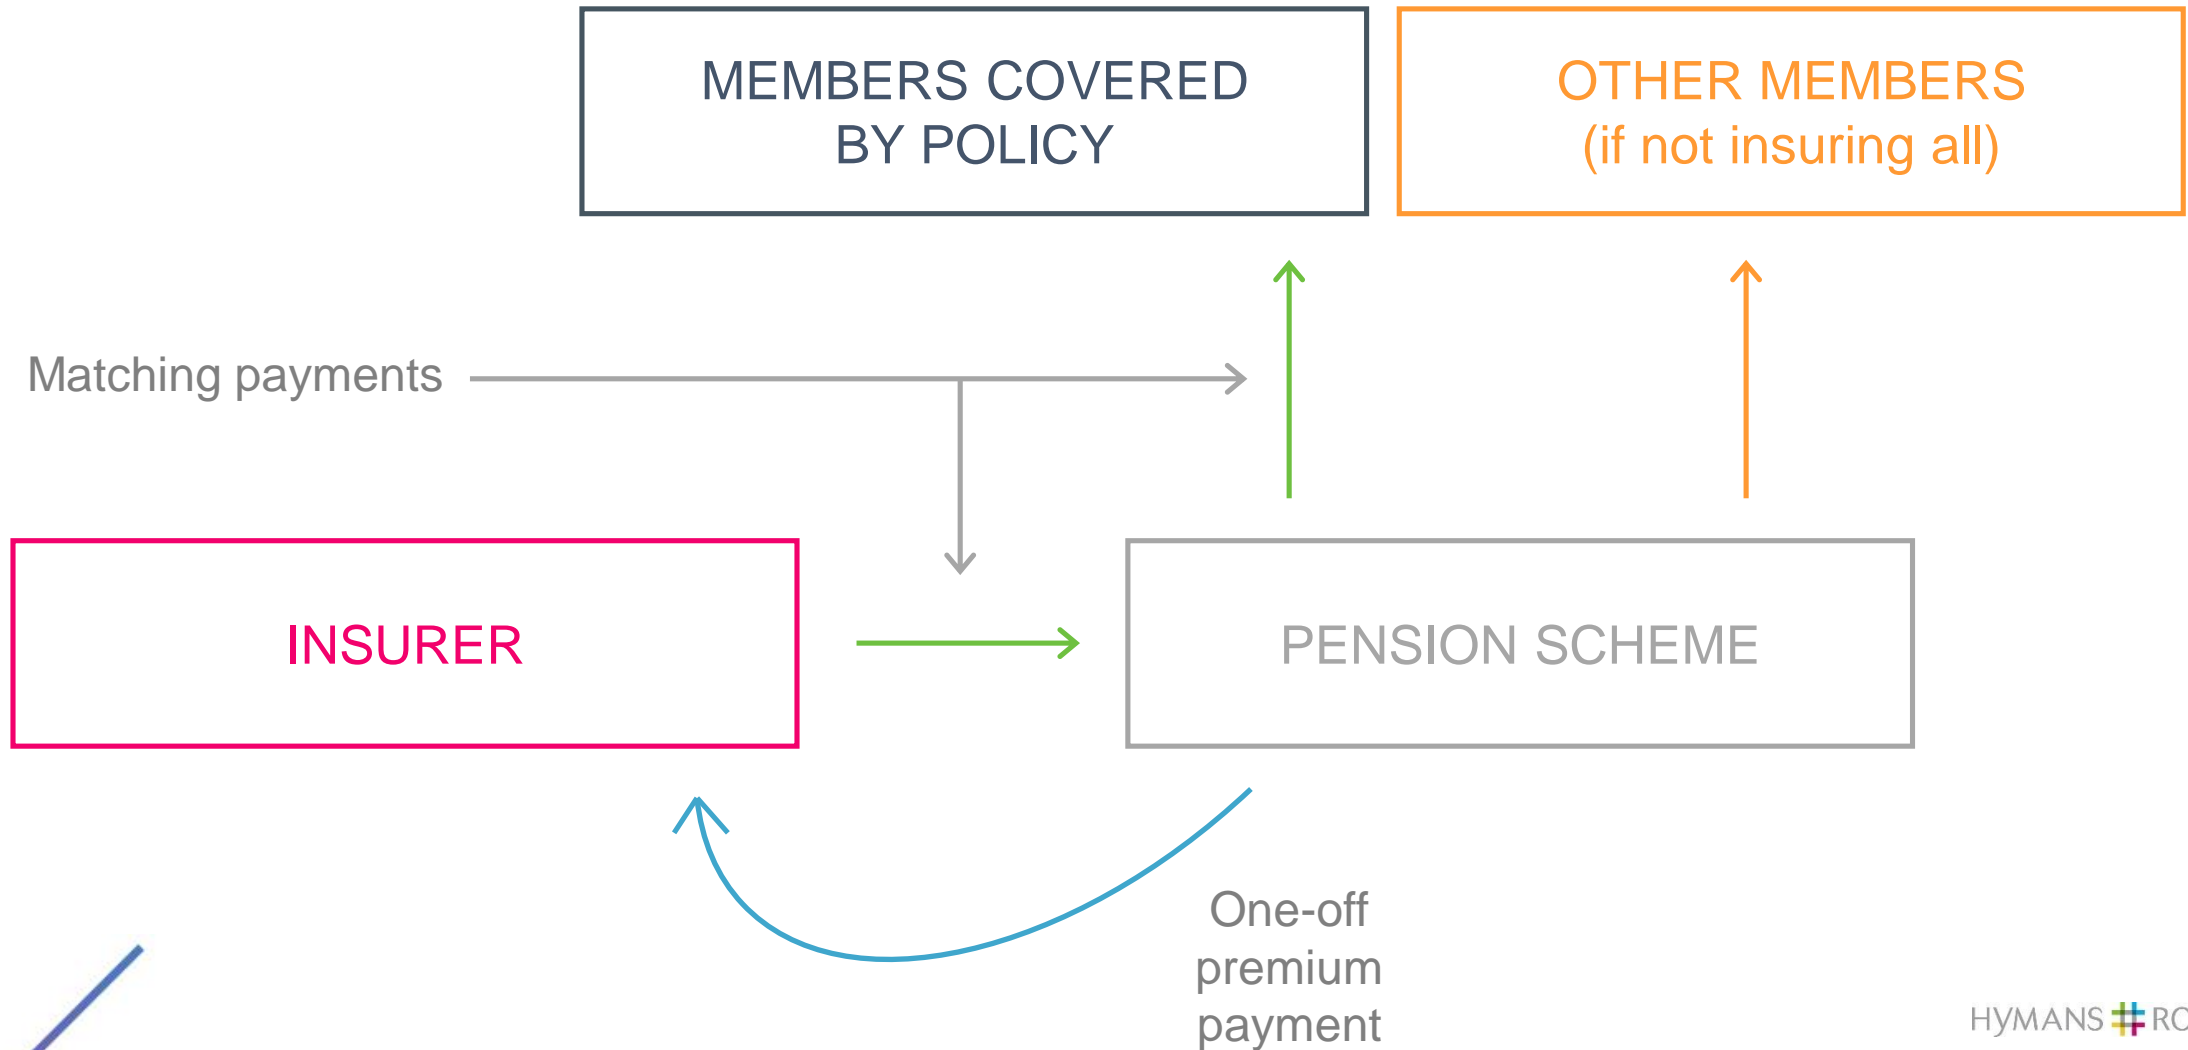 MEMBERS COVERED
BY POLICY
OTHER MEMBERS
(if not insuring all)
Matching payments
INSURER
PENSION SCHEME
One-off
premium
payment
HYMANS